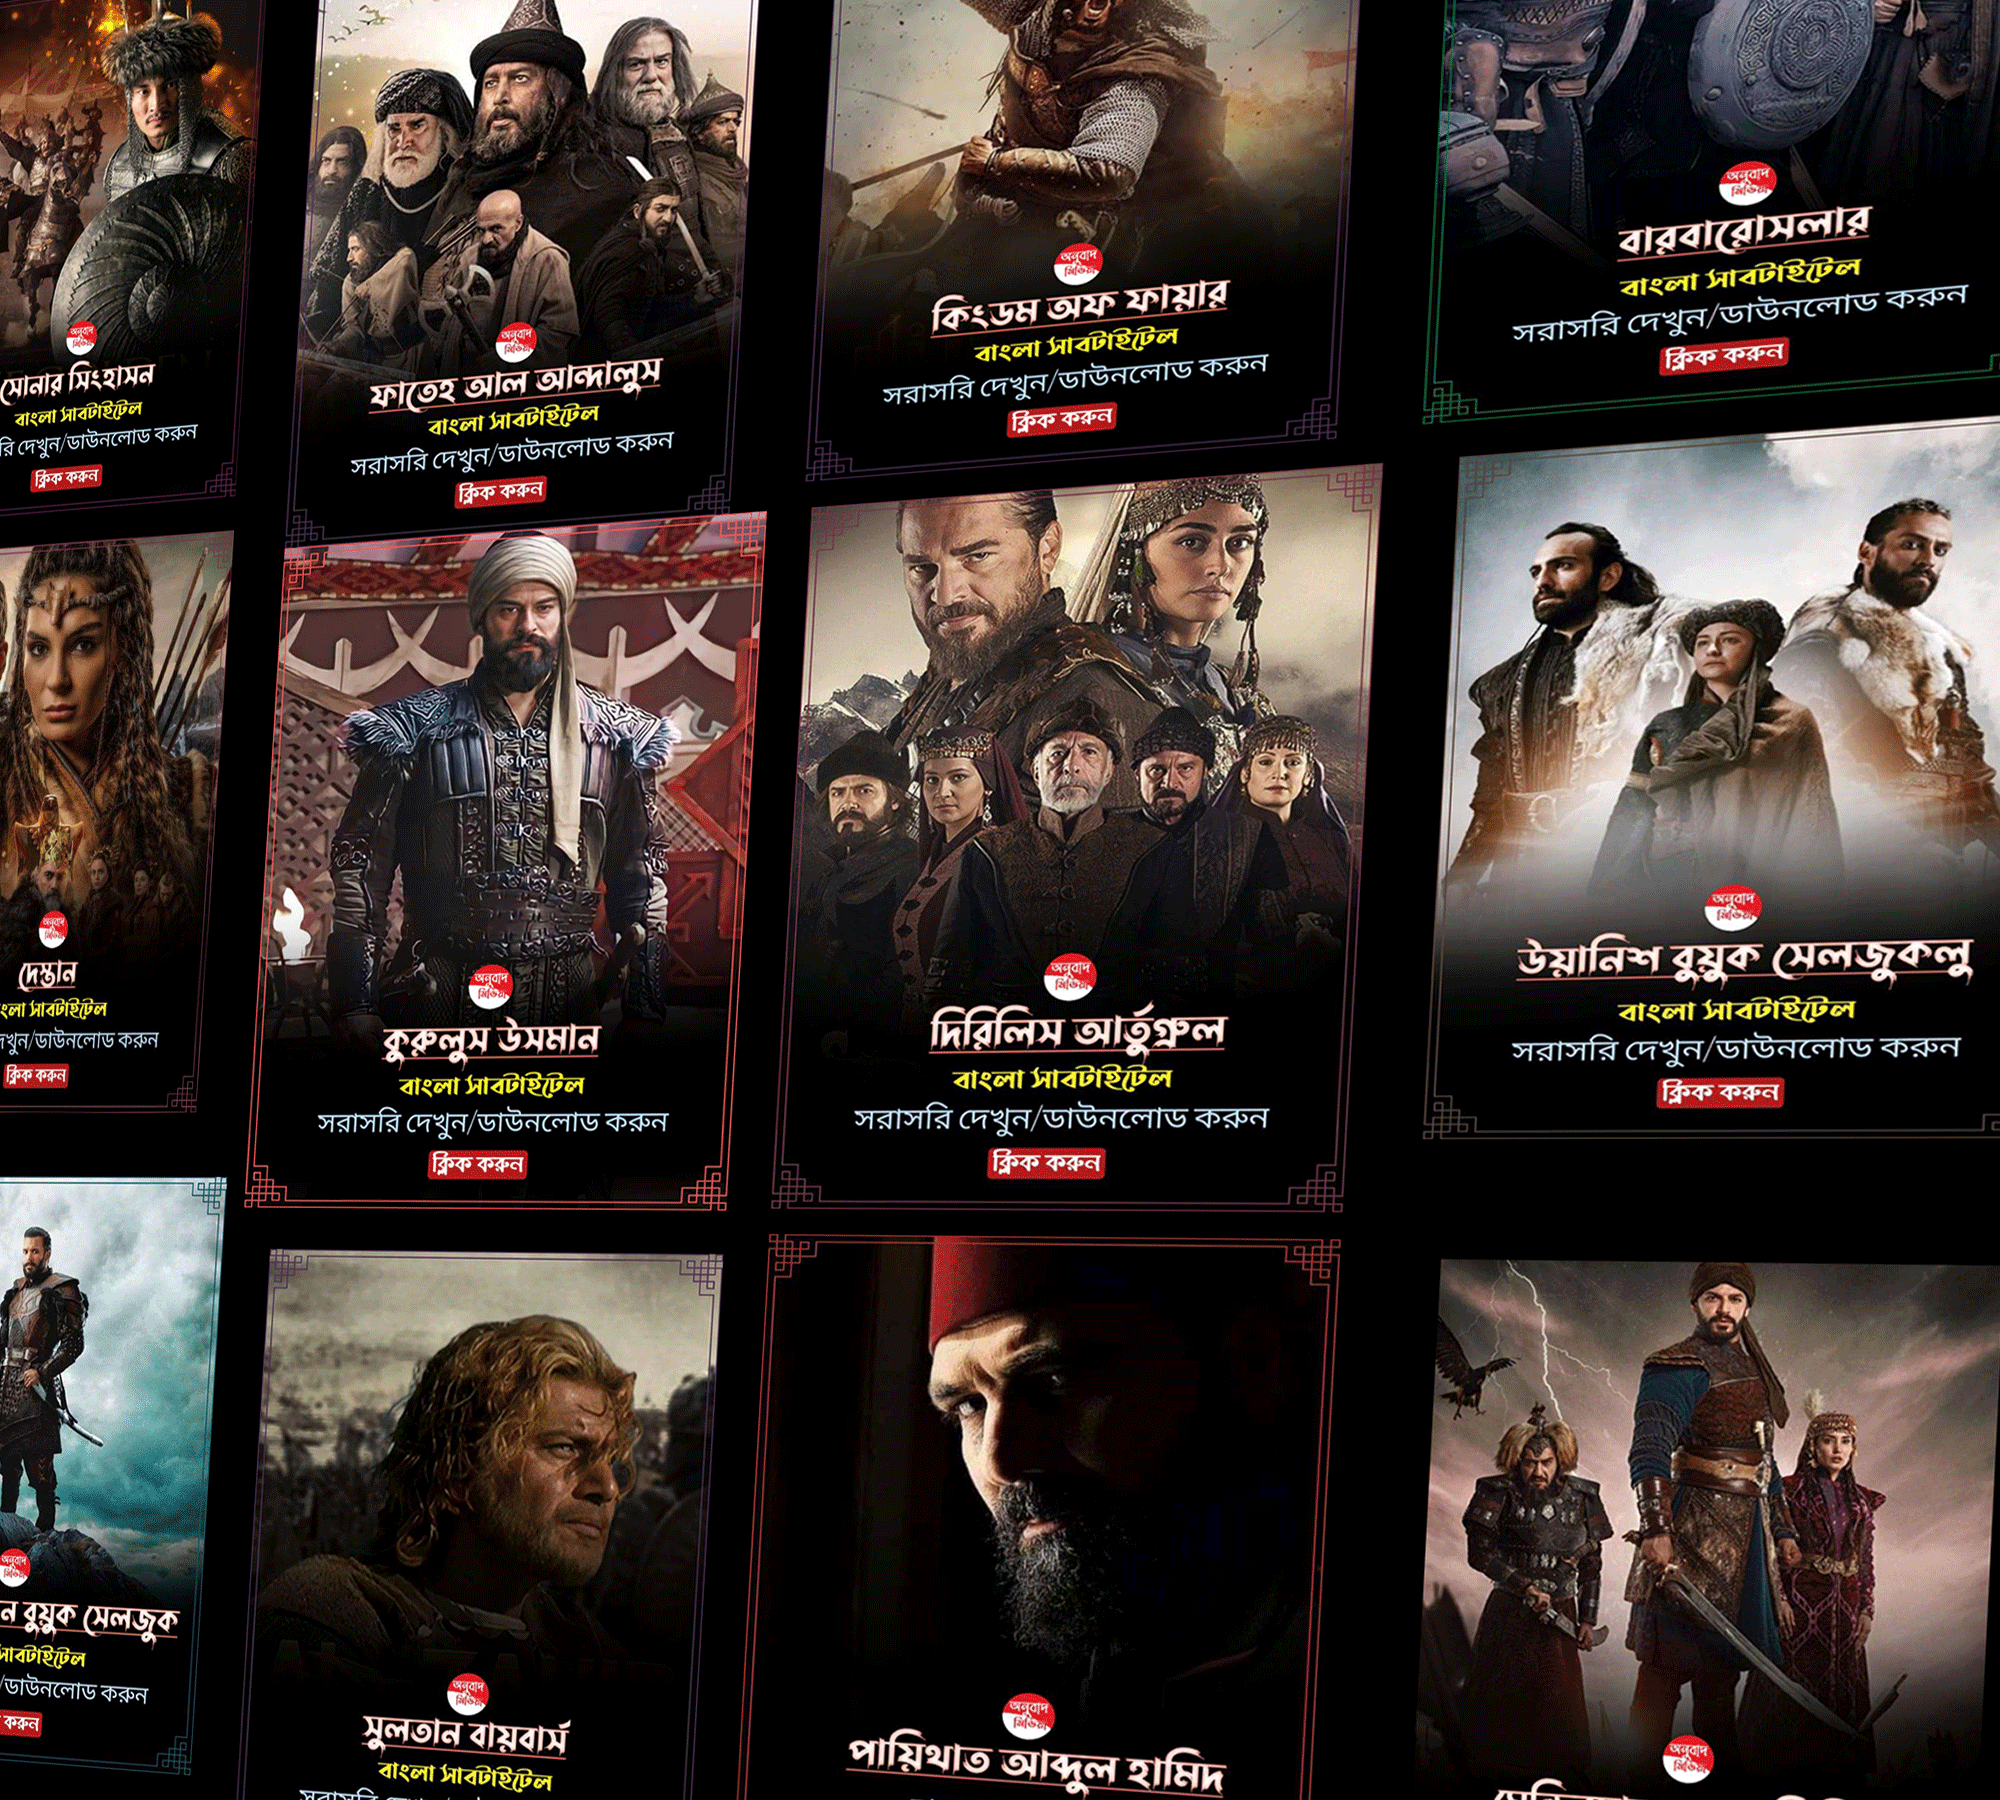 অনুবাদ
মিডিয়া
সোনার সিংহাসন
বাংলা সাবটাইটেল
দেখুন/ডাউনলোড করুন
ক্লিক করুন
অনুবাদ
মিডিয়া
ফাতেহ আল আন্দালুস
বাংলা সাবটাইটেল
সরাসরি দেখুন/ডাউনলোড করুন
ক্লিক করুন
অনুবাদ
মিডিয়া
কিংডম অফ ফায়ার
বাংলা সাবটাইটেল
সরাসরি দেখুন/ডাউনলোড করুন
ক্লিক করুন
অনুবাদ
মিডিয়া
বারবারোসলার
বাংলা সাবটাইটেল
সরাসরি দেখুন/ডাউনলোড করুন
ক্লিক করুন
অনুবাদ
মিডিয়া
দেস্তান
সাবটাইটেল
দেখুন/ডাউনলোড করুন
ক্লিক করুন
অনুবাদ
মিডিয়া
কুরুলুস উসমান
বাংলা সাবটাইটেল
সরাসরি দেখুন/ডাউনলোড করুন
ক্লিক করুন
অনুবাদ
মিডিয়া
দিরিলিস আর্তুগ্রুল
বাংলা সাবটাইটেল
সরাসরি দেখুন/ডাউনলোড করুন
ক্লিক করুন
অনুবাদ
মিডিয়া
উয়ানিশ বুয়ুক সেলজুকলু
বাংলা সাবটাইটেল
সরাসরি দেখুন/ডাউনলোড করুন
ক্লিক করুন
অনুবাদ
মিডিয়া
বুয়ুক সেলজুক
সাবটাইটেল
/ডাউনলোড করুন
করুন
অনুবাদ
মিডিয়া
সুলতান বায়বার্স
বাংলা সাবটাইটেল
অনুবাদ
মিডিয়া
পায়িথাত আব্দুল হামিদ
অনুবাদ
মিডিয়া